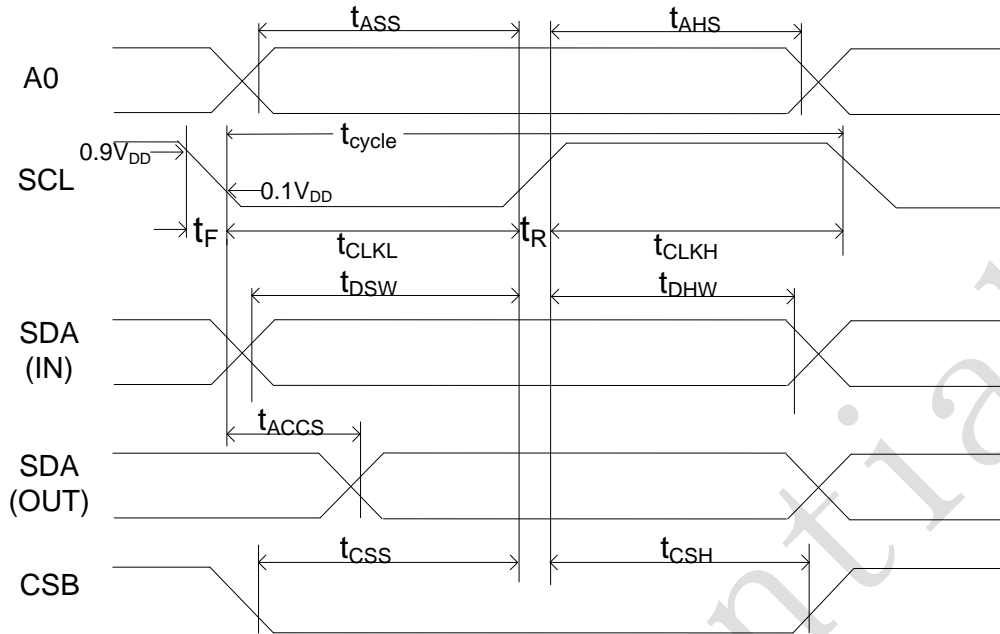 tASS
tAHS
A0
tcycle
0.9VDD
SCL
0.1VDD
tF
tCLKL
tR
tCLKH
tDSW
tDHW
SDA
(IN)
tACCS
SDA
(OUT)
tCSS
tCSH
CSB